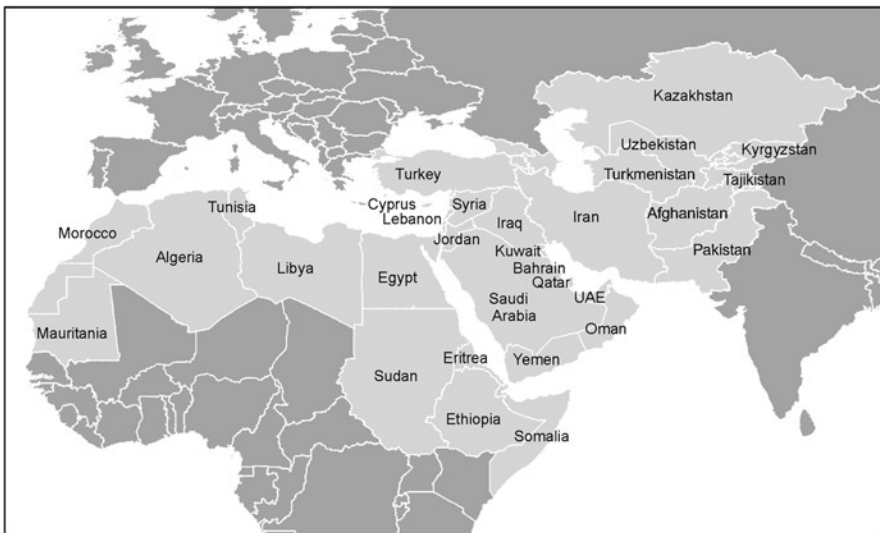 Kazakhstan
Uzbekistan
Kyrgyzstan
Turkmenistan
Tajikistan
Turkey
Tunisia
Cyprus
Syria
Lebanon
Iraq
Iran
Afghanistan
Morocco
Jordan
Pakistan
Algeria
Kuwait
Libya
Egypt
Bahrain
Qatar
Saudi
Arabia
UAE
Mauritania
Oman
Eritrea
Yemen
Sudan
Ethiopia
Somalia